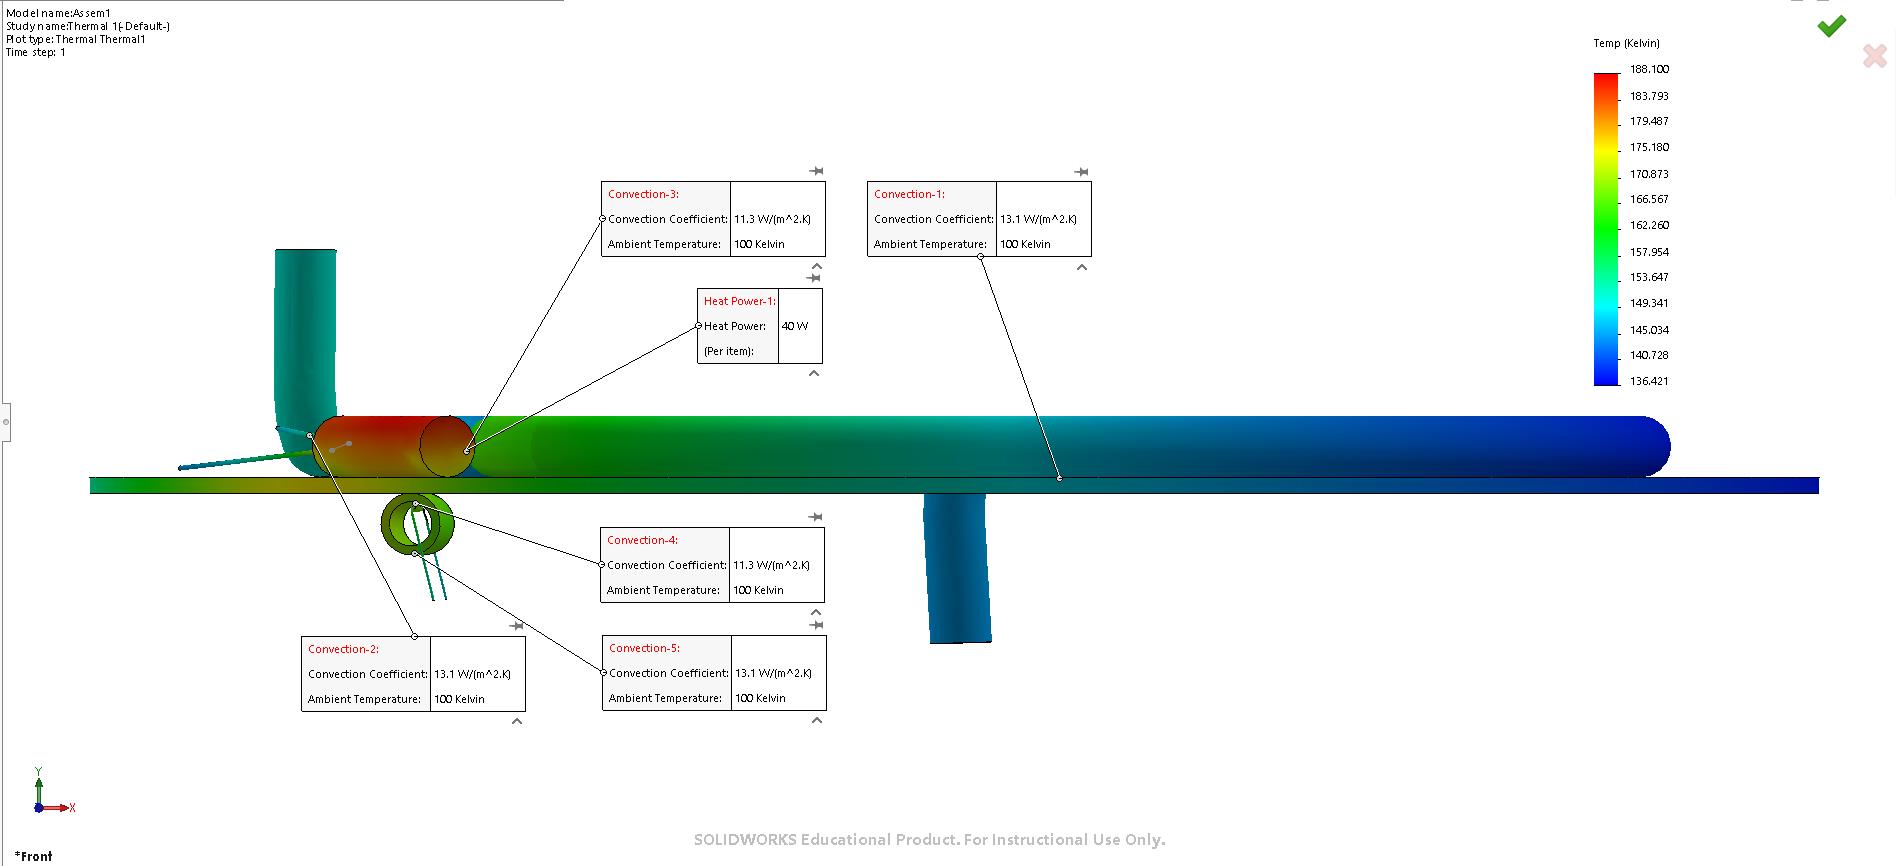 Model name:Assem1
Study name:Thermal 1(-Default-)
Plot type: Thermal Thermal1
Time step: 1
Temp (Kelvin)
188.100
183.793
179.487
175.180
170.873
166.567
162.260
157.954
153.647
149.341
145.034
140.728
136.421
Convection-3:
Convection Coefficient: 11.3 W/(m^2.K)
Ambient Temperature: 100 Kelvin
Convection-1:
Convection Coefficient: 13.1 W/(m^2.K)
Ambient Temperature: 100 Kelvin
Heat Power-1:
Heat Power: 40 W
(Per item):
Convection-4:
Convection Coefficient: 11.3 W/(m^2.K)
Ambient Temperature: 100 Kelvin
Convection-2:
Convection Coefficient: 13.1 W/(m^2.K)
Ambient Temperature: 100 Kelvin
Convection-5:
Convection Coefficient: 13.1 W/(m^2.K)
Ambient Temperature: 100 Kelvin
Y
X
SOLIDWORKS Educational Product. For Instructional Use Only.
*Front